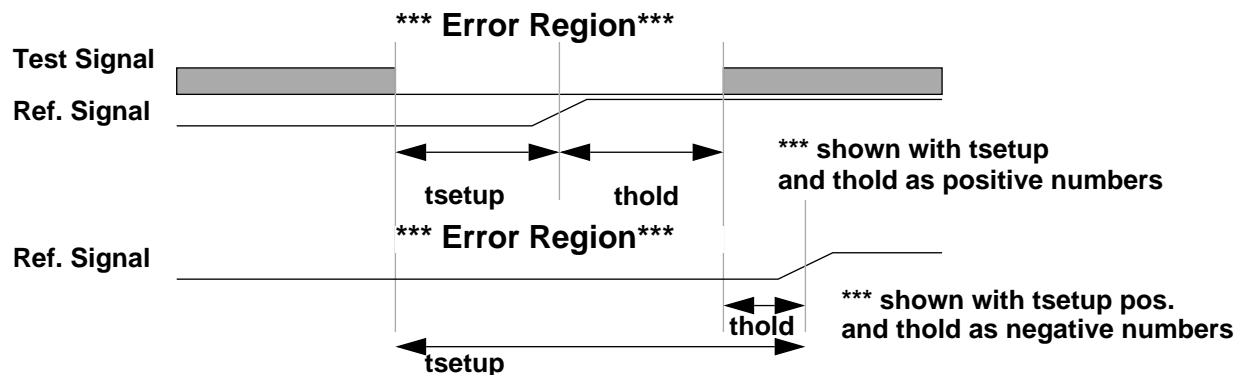 *** Error Region***
Test Signal
Ref. Signal
*** shown with tsetup
and thold as positive numbers
tsetup
thold
*** Error Region***
Ref. Signal
*** shown with tsetup pos.
and thold as negative numbers
thold
tsetup